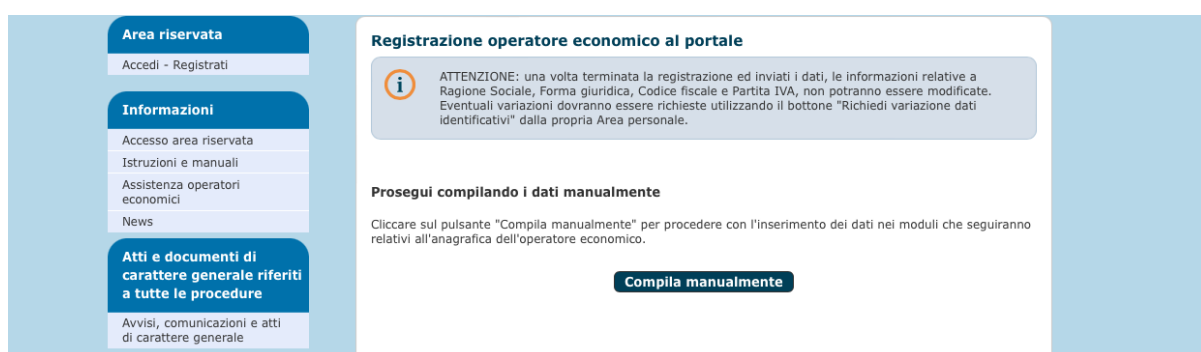 Area riservata
Accedi - Registrati
Informazioni
Accesso area riservata
Istruzioni e manuali
Assistenza operatori
economici
News
Atti e documenti di
carattere generale riferiti
a tutte le procedure
Avvisi, comunicazioni e atti
di carattere generale
Registrazione operatore economico al portale
ATTENZIONE: una volta terminata la registrazione ed inviati i dati, le informazioni relative a
Ragione Sociale, Forma giuridica, Codice fiscale e Partita IVA, non potranno essere modificate.
Eventuali variazioni dovranno essere richieste utilizzando il bottone "Richiedi variazione dati
identificativi" dalla propria Area personale.
Prosegui compilando i dati manualmente
Cliccare sul pulsante "Compila manualmente" per procedere con l'inserimento dei dati nei moduli che seguiranno
relativi all'anagrafica dell'operatore economico.
Compila manualmente